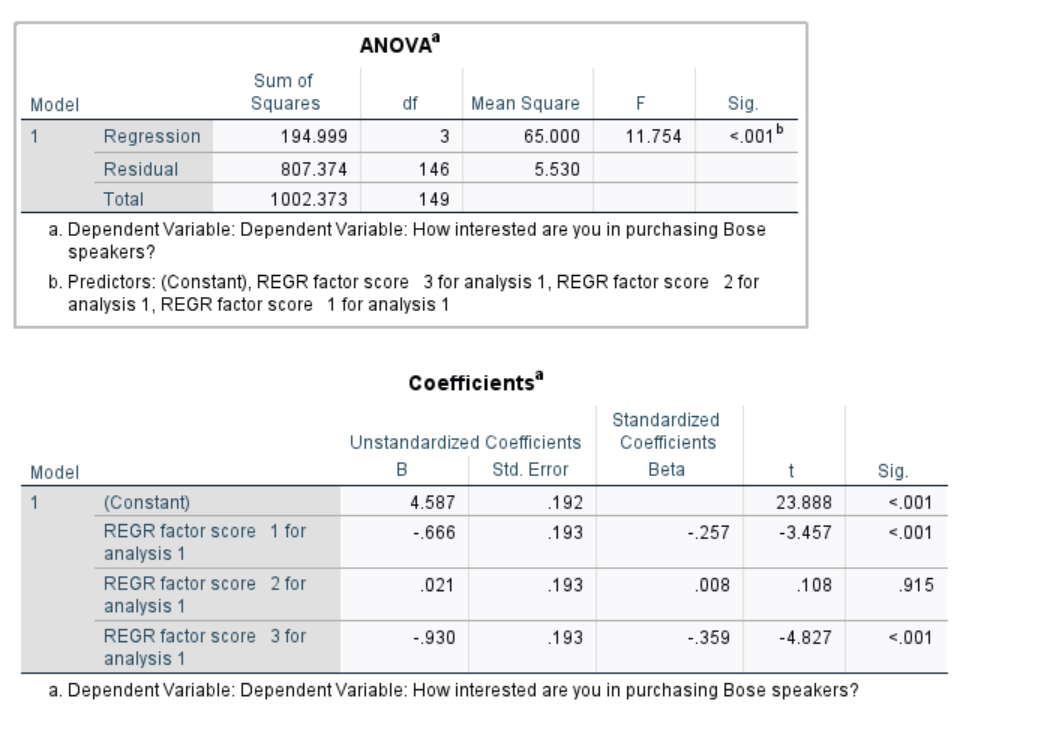 ANOVAa
Sum of
Squares df Mean Square F Sig.
Model
1 Regression 194.999 3 65.000 11.754 <.001b
Residual 807.374 146 5.530
Total 1002.373 149
a. Dependent Variable: Dependent Variable: How interested are you in purchasing Bose
speakers?
b. Predictors: (Constant), REGR factor score 3 for analysis 1, REGR factor score 2 for
analysis 1, REGR factor score 1 for analysis 1
Coefficientsa
Standardized
Unstandardized Coefficients Coefficients
Model B Std. Error Beta t Sig.
1 (Constant) 4.587 .192 23.888 <.001
REGR factor score 1 for -.666 .193 -.257 -3.457 <.001
analysis 1
REGR factor score 2 for .021 .193 .008 .108 .915
analysis 1
REGR factor score 3 for -.930 .193 -.359 -4.827 <.001
analysis 1
a. Dependent Variable: Dependent Variable: How interested are you in purchasing Bose speakers?